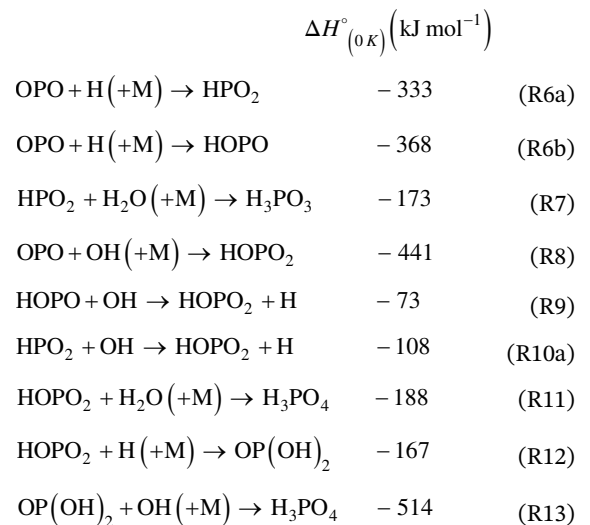 ΔH°(0 K)(kJ mol⁻¹)
OPO + H(+M) → HPO₂ − 333 (R6a)
OPO + H(+M) → HOPO − 368 (R6b)
HPO₂ + H₂O(+M) → H₃PO₃ − 173 (R7)
OPO + OH(+M) → HOPO₂ − 441 (R8)
HOPO + OH → HOPO₂ + H − 73 (R9)
HPO₂ + OH → HOPO₂ + H − 108 (R10a)
HOPO₂ + H₂O(+M) → H₃PO₄ − 188 (R11)
HOPO₂ + H(+M) → OP(OH)₂ − 167 (R12)
OP(OH)₂ + OH(+M) → H₃PO₄ − 514 (R13)